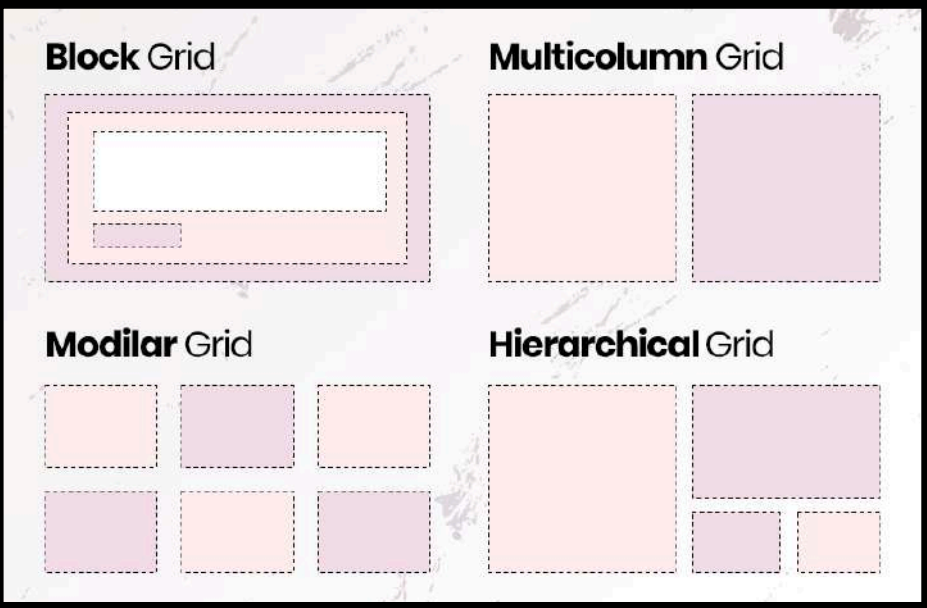 Block Grid
Multicolumn Grid
Modilar Grid
Hierarchical Grid